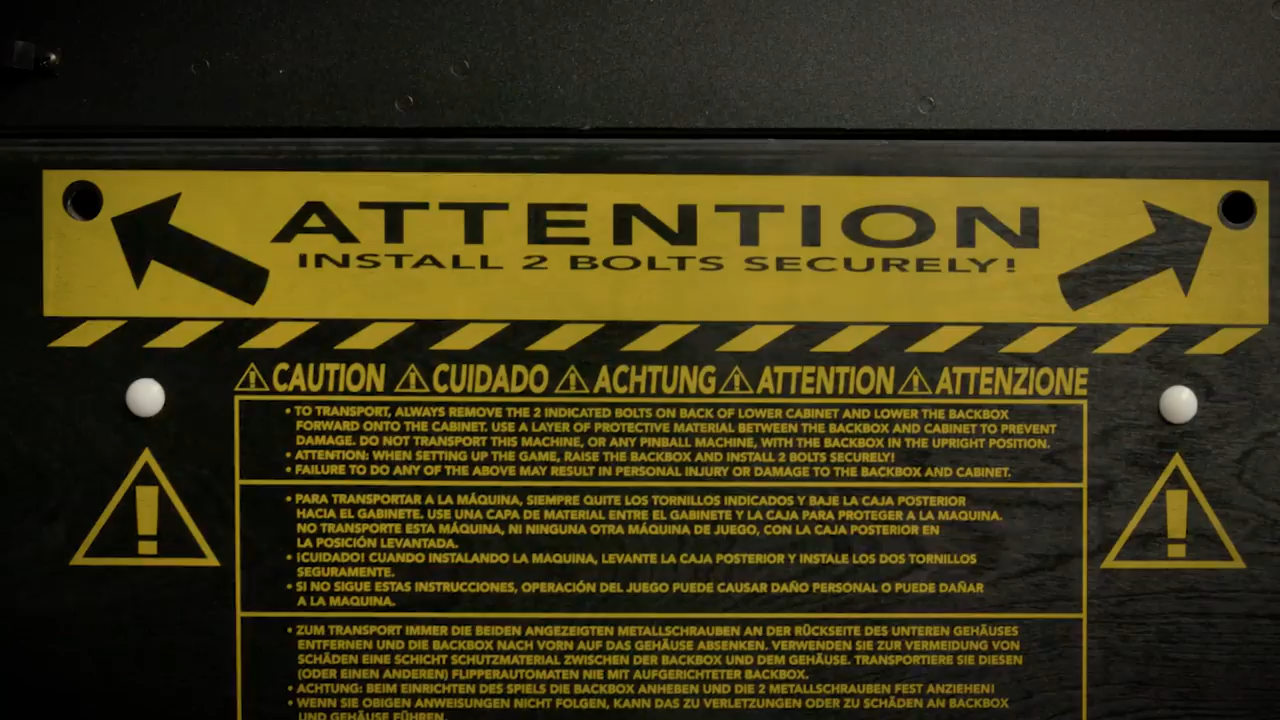 ATTENTION
INSTALL 2 BOLTS SECURELY!
CAUTION CUIDADO ACHTUNG ATTENTION ATTENZIONE
• TO TRANSPORT, ALWAYS REMOVE THE 2 INDICATED BOLTS ON BACK OF LOWER CABINET AND LOWER THE BACKBOX
FORWARD ONTO THE CABINET. USE A LAYER OF PROTECTIVE MATERIAL BETWEEN THE BACKBOX AND CABINET TO PREVENT
DAMAGE. DO NOT TRANSPORT THIS MACHINE, OR ANY PINBALL MACHINE, WITH THE BACKBOX IN THE UPRIGHT POSITION.
• ATTENTION: WHEN SETTING UP THE GAME, RAISE THE BACKBOX AND INSTALL 2 BOLTS SECURELY!
• FAILURE TO DO ANY OF THE ABOVE MAY RESULT IN PERSONAL INJURY OR DAMAGE TO THE BACKBOX AND CABINET.
• PARA TRANSPORTAR A LA MÁQUINA, SIEMPRE QUITE LOS TORNILLOS INDICADOS Y BAJE LA CAJA POSTERIOR
HACIA EL GABINETE. USE UNA CAPA DE MATERIAL ENTRE EL GABINETE Y LA CAJA PARA PROTEGER A LA MAQUINA.
NO TRANSPORTE ESTA MÁQUINA, NI NINGUNA OTRA MÁQUINA DE JUEGO, CON LA CAJA POSTERIOR EN
LA POSICIÓN LEVANTADA.
• ¡CUIDADO! CUANDO INSTALANDO LA MAQUINA, LEVANTE LA CAJA POSTERIOR Y INSTALE LOS DOS TORNILLOS
SEGURAMENTE.
• SI NO SIGUE ESTAS INSTRUCCIONES, OPERACIÓN DEL JUEGO PUEDE CAUSAR DAÑO PERSONAL O PUEDE DAÑAR
A LA MAQUINA.
• ZUM TRANSPORT IMMER DIE BEIDEN ANGEZEIGTEN METALLSCHRAUBEN AN DER RÜCKSEITE DES UNTEREN GEHÄUSES
ENTFERNEN UND DIE BACKBOX NACH VORN AUF DAS GEHÄUSE ABSENKEN. VERWENDEN SIE ZUR VERMEIDUNG VON
SCHÄDEN EINE SCHICHT SCHUTZMATERIAL ZWISCHEN DER BACKBOX UND DEM GEHÄUSE. TRANSPORTIERE SIE DIESEN
(ODER EINEN ANDEREN) FLIPPERAUTOMATEN NIE MIT AUFGERICHTETER BACKBOX.
• ACHTUNG: BEIM EINRICHTEN DES SPIELS DIE BACKBOX ANHEBEN UND DIE 2 METALLSCHRAUBEN FEST ANZIEHEN!
• WENN SIE OBIGEN ANWEISUNGEN NICHT FOLGEN, KANN DAS ZU VERLETZUNGEN ODER ZU SCHÄDEN AN BACKBOX
UND GEHÄUSE FÜHREN.